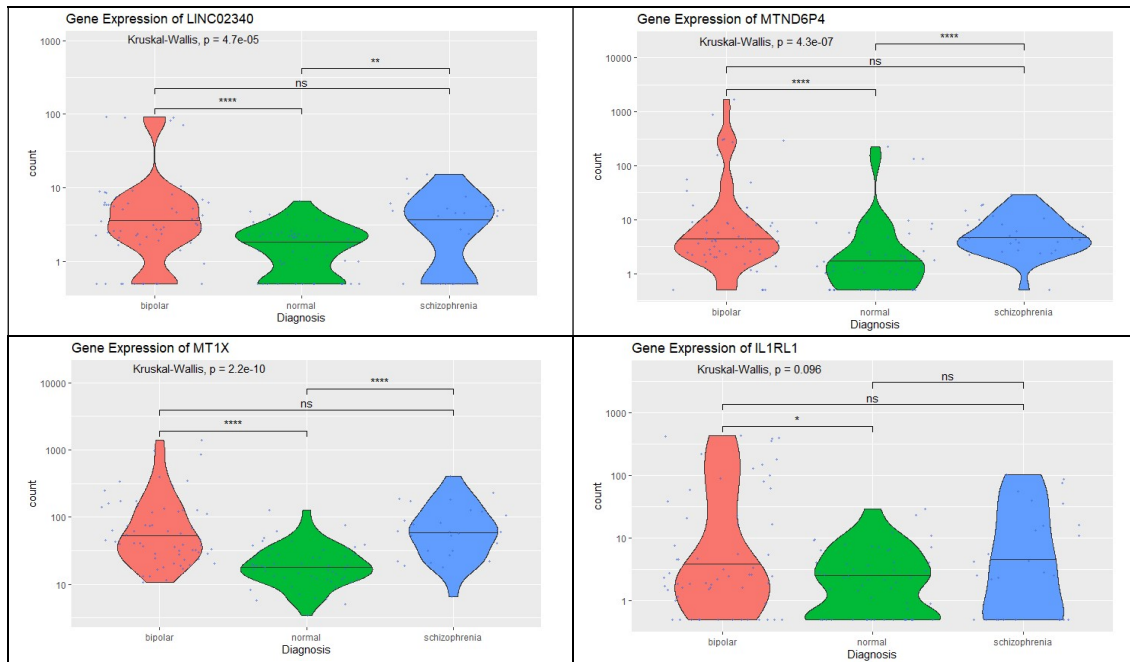 Gene Expression of LINC02340
Kruskal-Wallis, p = 4.7e-05
1000
100
10
1
count
**
ns
****
bipolar
normal
schizophrenia
Diagnosis
Gene Expression of MTND6P4
Kruskal-Wallis, p = 4.3e-07
10000
1000
100
10
1
count
****
ns
****
bipolar
normal
schizophrenia
Diagnosis
Gene Expression of MT1X
Kruskal-Wallis, p = 2.2e-10
10000
1000
100
10
count
****
ns
****
bipolar
normal
schizophrenia
Diagnosis
Gene Expression of IL1RL1
Kruskal-Wallis, p = 0.096
1000
100
10
1
count
ns
ns
*
bipolar
normal
schizophrenia
Diagnosis